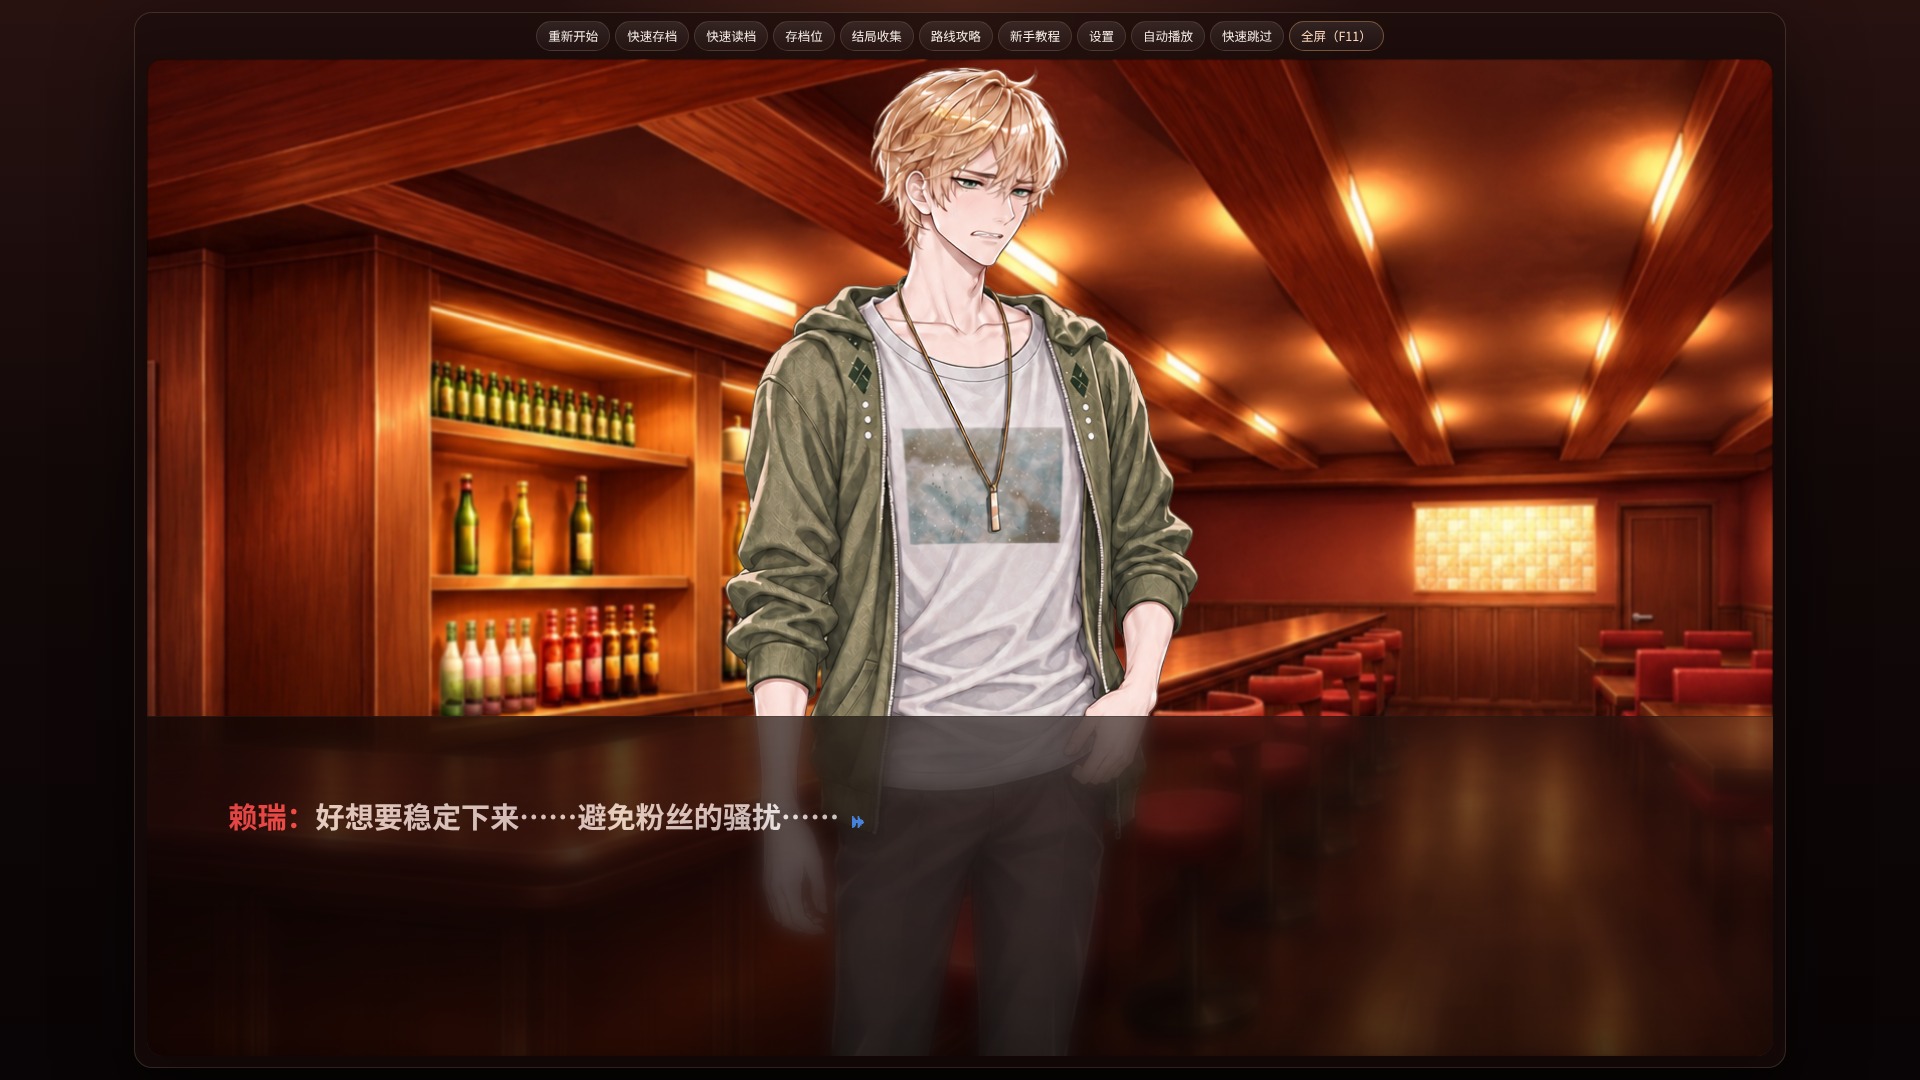 重新开始
快速存档
快速读档
存档位
结局收集
路线攻略
新手教程
设置
自动播放
快速跳过
全屏（F11）
赖瑞：好想要稳定下来……避免粉丝的骚扰……